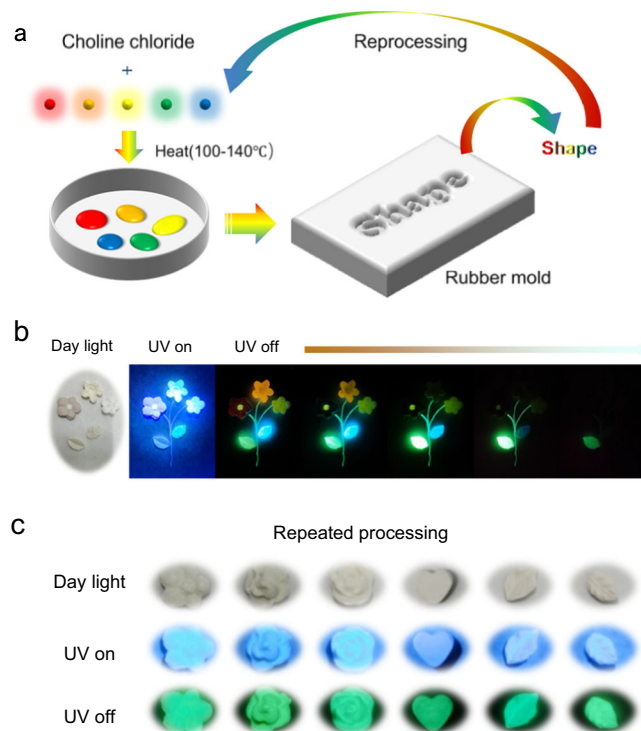 a
Choline chloride
+
Reprocessing
Heat(100-140℃)
Shape
Shape
Rubber mold
b
Day light
UV on
UV off
c
Repeated processing
Day light
UV on
UV off